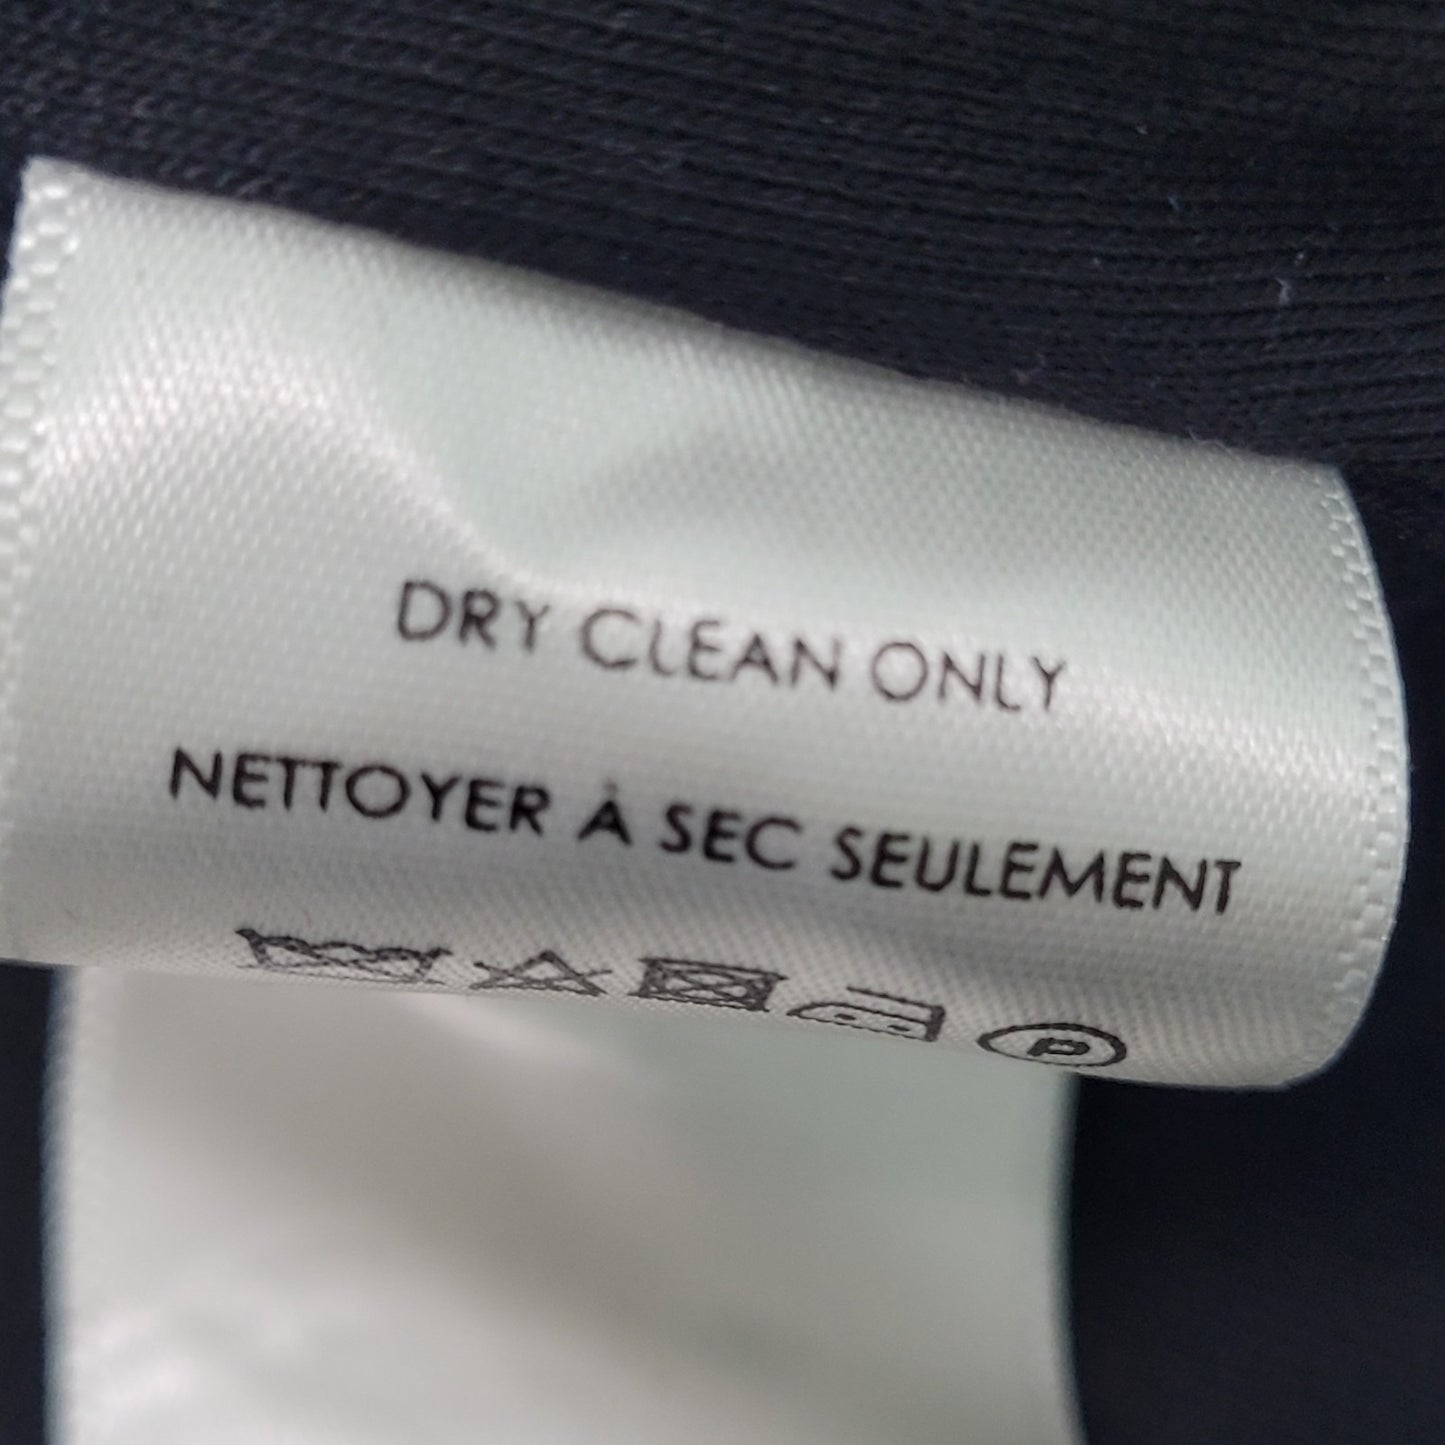 DRY CLEAN ONLY
NETTOYER À SEC SEULEMENT
P